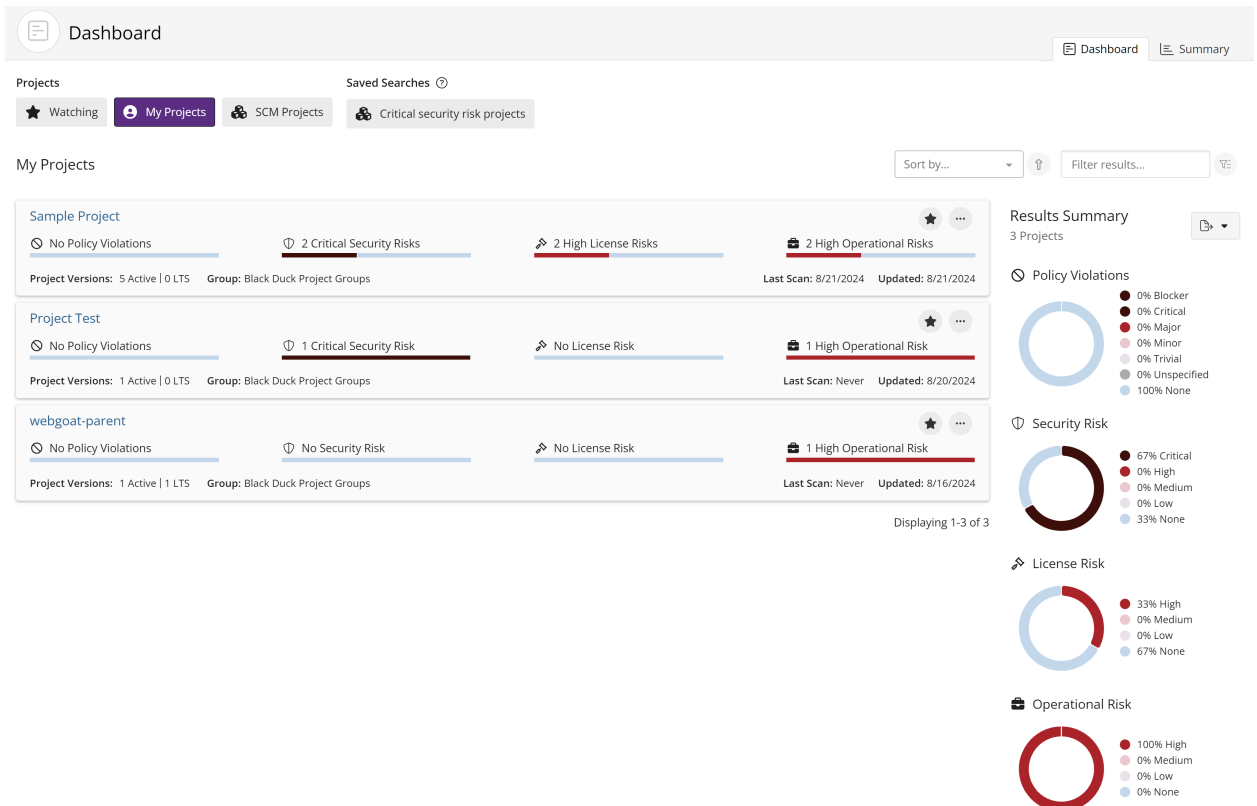 Dashboard
Dashboard
Summary
Projects
Saved Searches
Watching
My Projects
SCM Projects
Critical security risk projects
My Projects
Sort by...
Filter results...
Sample Project
No Policy Violations
2 Critical Security Risks
2 High License Risks
2 High Operational Risks
Project Versions: 5 Active | 0 LTS
Group: Black Duck Project Groups
Last Scan: 8/21/2024
Updated: 8/21/2024
Project Test
No Policy Violations
1 Critical Security Risk
No License Risk
1 High Operational Risk
Project Versions: 1 Active | 0 LTS
Group: Black Duck Project Groups
Last Scan: Never
Updated: 8/20/2024
webgoat-parent
No Policy Violations
No Security Risk
No License Risk
1 High Operational Risk
Project Versions: 1 Active | 1 LTS
Group: Black Duck Project Groups
Last Scan: Never
Updated: 8/16/2024
Displaying 1-3 of 3
Results Summary
3 Projects
Policy Violations
0% Blocker
0% Critical
0% Major
0% Minor
0% Trivial
0% Unspecified
100% None
Security Risk
67% Critical
0% High
0% Medium
0% Low
33% None
License Risk
33% High
0% Medium
0% Low
67% None
Operational Risk
100% High
0% Medium
0% Low
0% None